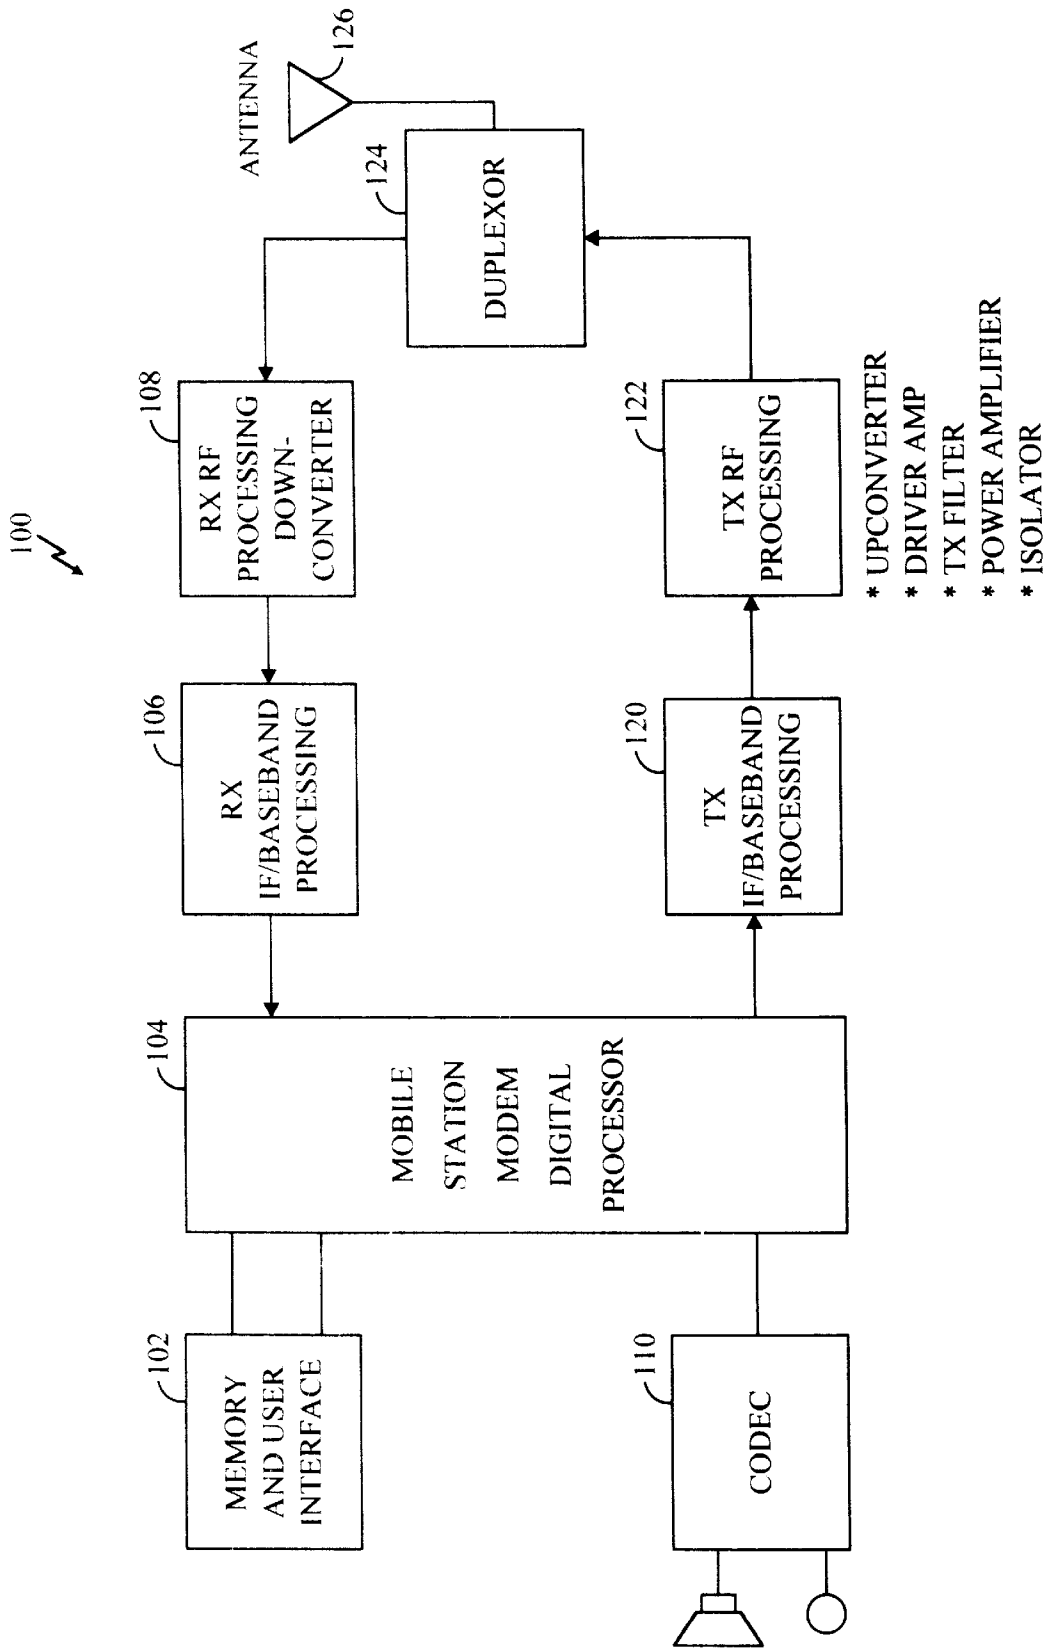 100
ANTENNA
126
102
MEMORY
AND USER
INTERFACE
104
MOBILE
STATION
MODEM
DIGITAL
PROCESSOR
106
RX
IF/BASEBAND
PROCESSING
108
RX RF
PROCESSING
DOWN-
CONVERTER
124
DUPLEXOR
110
CODEC
120
TX
IF/BASEBAND
PROCESSING
122
TX RF
PROCESSING
* UPCONVERTER
* DRIVER AMP
* TX FILTER
* POWER AMPLIFIER
* ISOLATOR